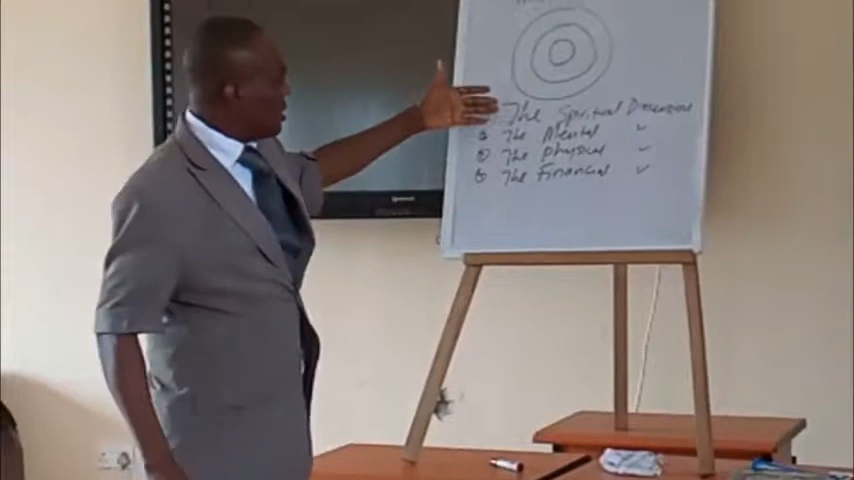 The Spiritual Dimension
The Mental "
The physical "
The Financial "